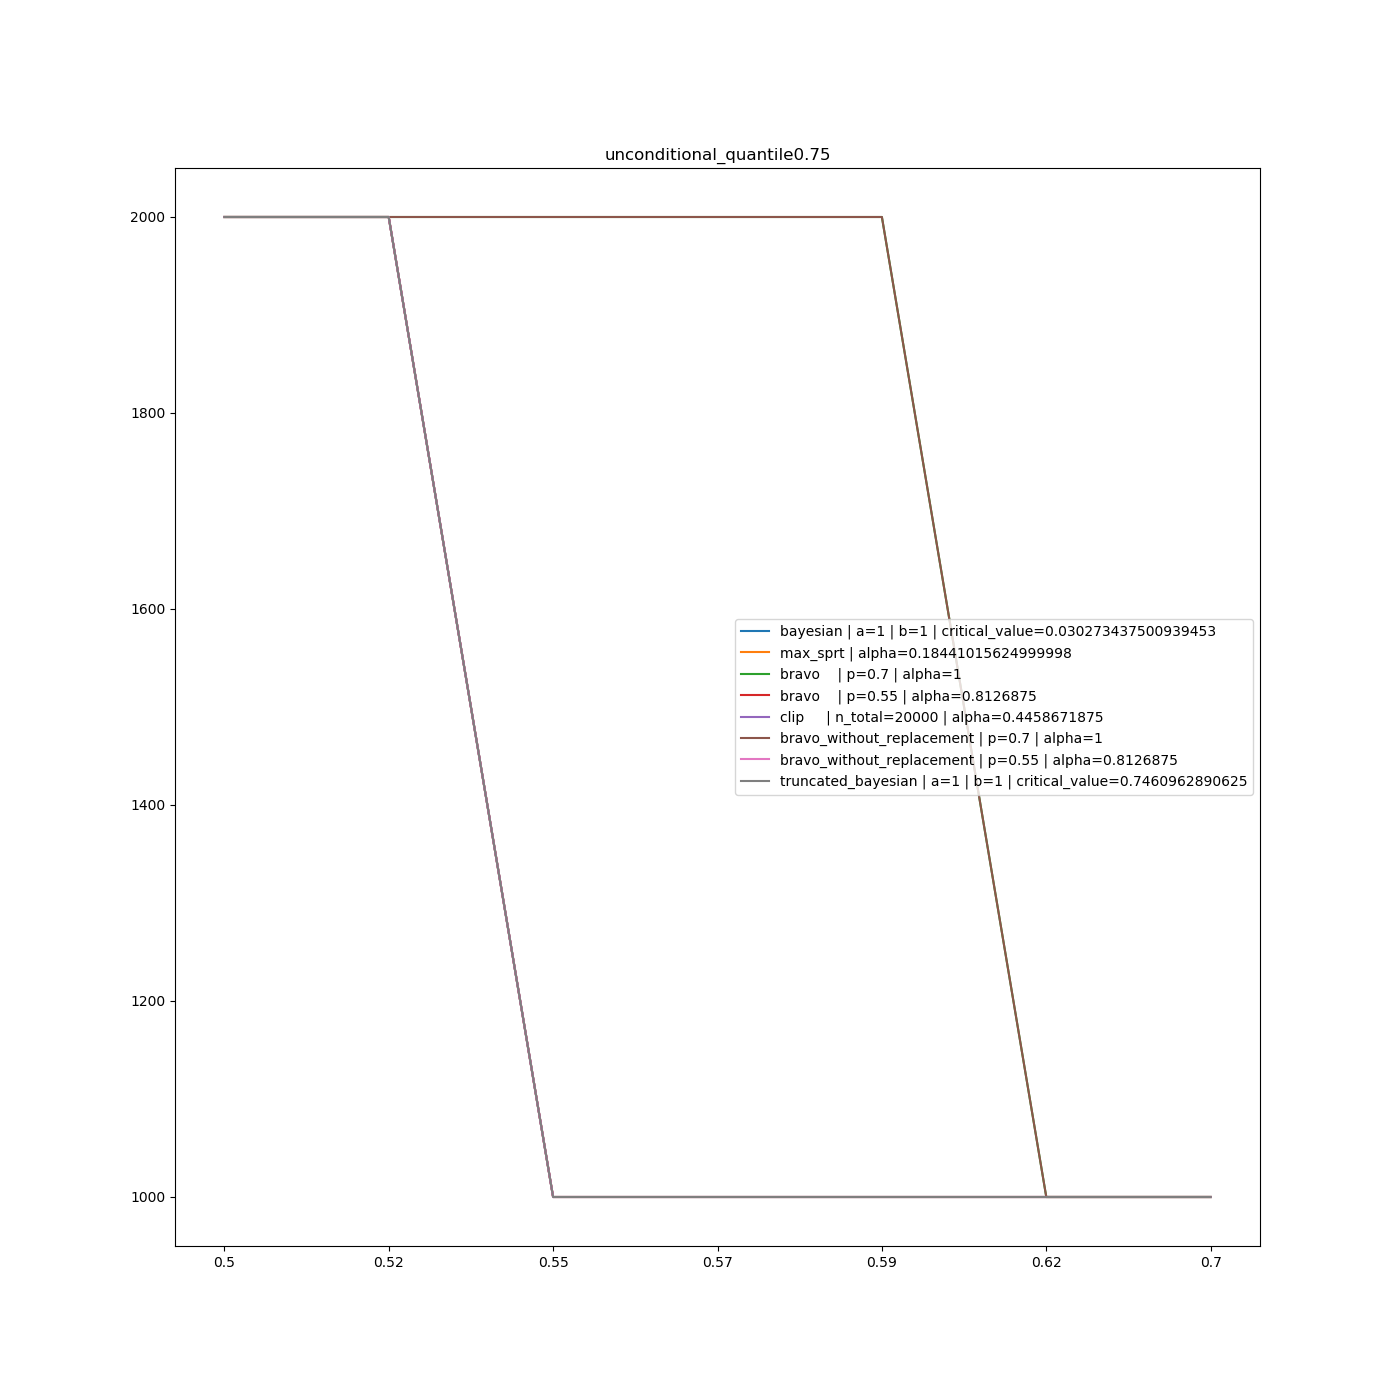 unconditional_quantile0.75
2000
1800
1600
1400
1200
1000
bayesian | a=1 | b=1 | critical_value=0.030273437500939453
max_sprt | alpha=0.18441015624999998
bravo    | p=0.7 | alpha=1
bravo    | p=0.55 | alpha=0.8126875
clip     | n_total=20000 | alpha=0.4458671875
bravo_without_replacement | p=0.7 | alpha=1
bravo_without_replacement | p=0.55 | alpha=0.8126875
truncated_bayesian | a=1 | b=1 | critical_value=0.7460962890625
0.5 0.52 0.55 0.57 0.59 0.62 0.7